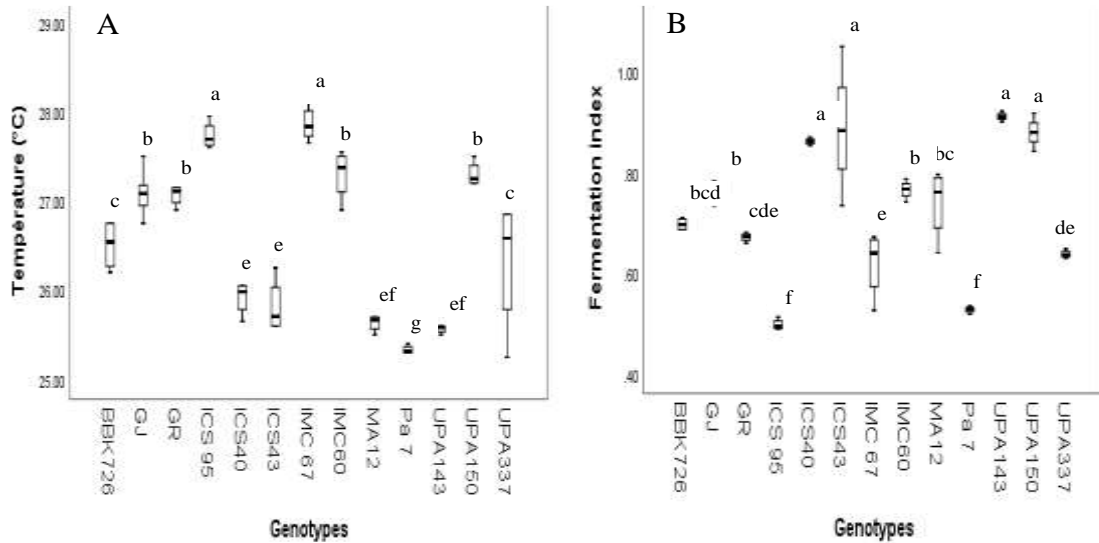 A
Température (°C)
29.00
28.00
27.00
26.00
25.00
c
b
b
a
e
e
a
b
ef
g
ef
b
c
BBK726
GJ
GR
ICS 95
ICS40
ICS43
IMC 67
IMC60
MA12
Pa 7
UPA143
UPA150
UPA337
Genotypes
B
Fermentation index
1.00
.80
.60
.40
bcd
b
cde
f
a
a
e
b
bc
f
a
a
de
BBK726
GJ
GR
ICS 95
ICS40
ICS43
IMC 67
IMC60
MA12
Pa 7
UPA143
UPA150
UPA337
Genotypes